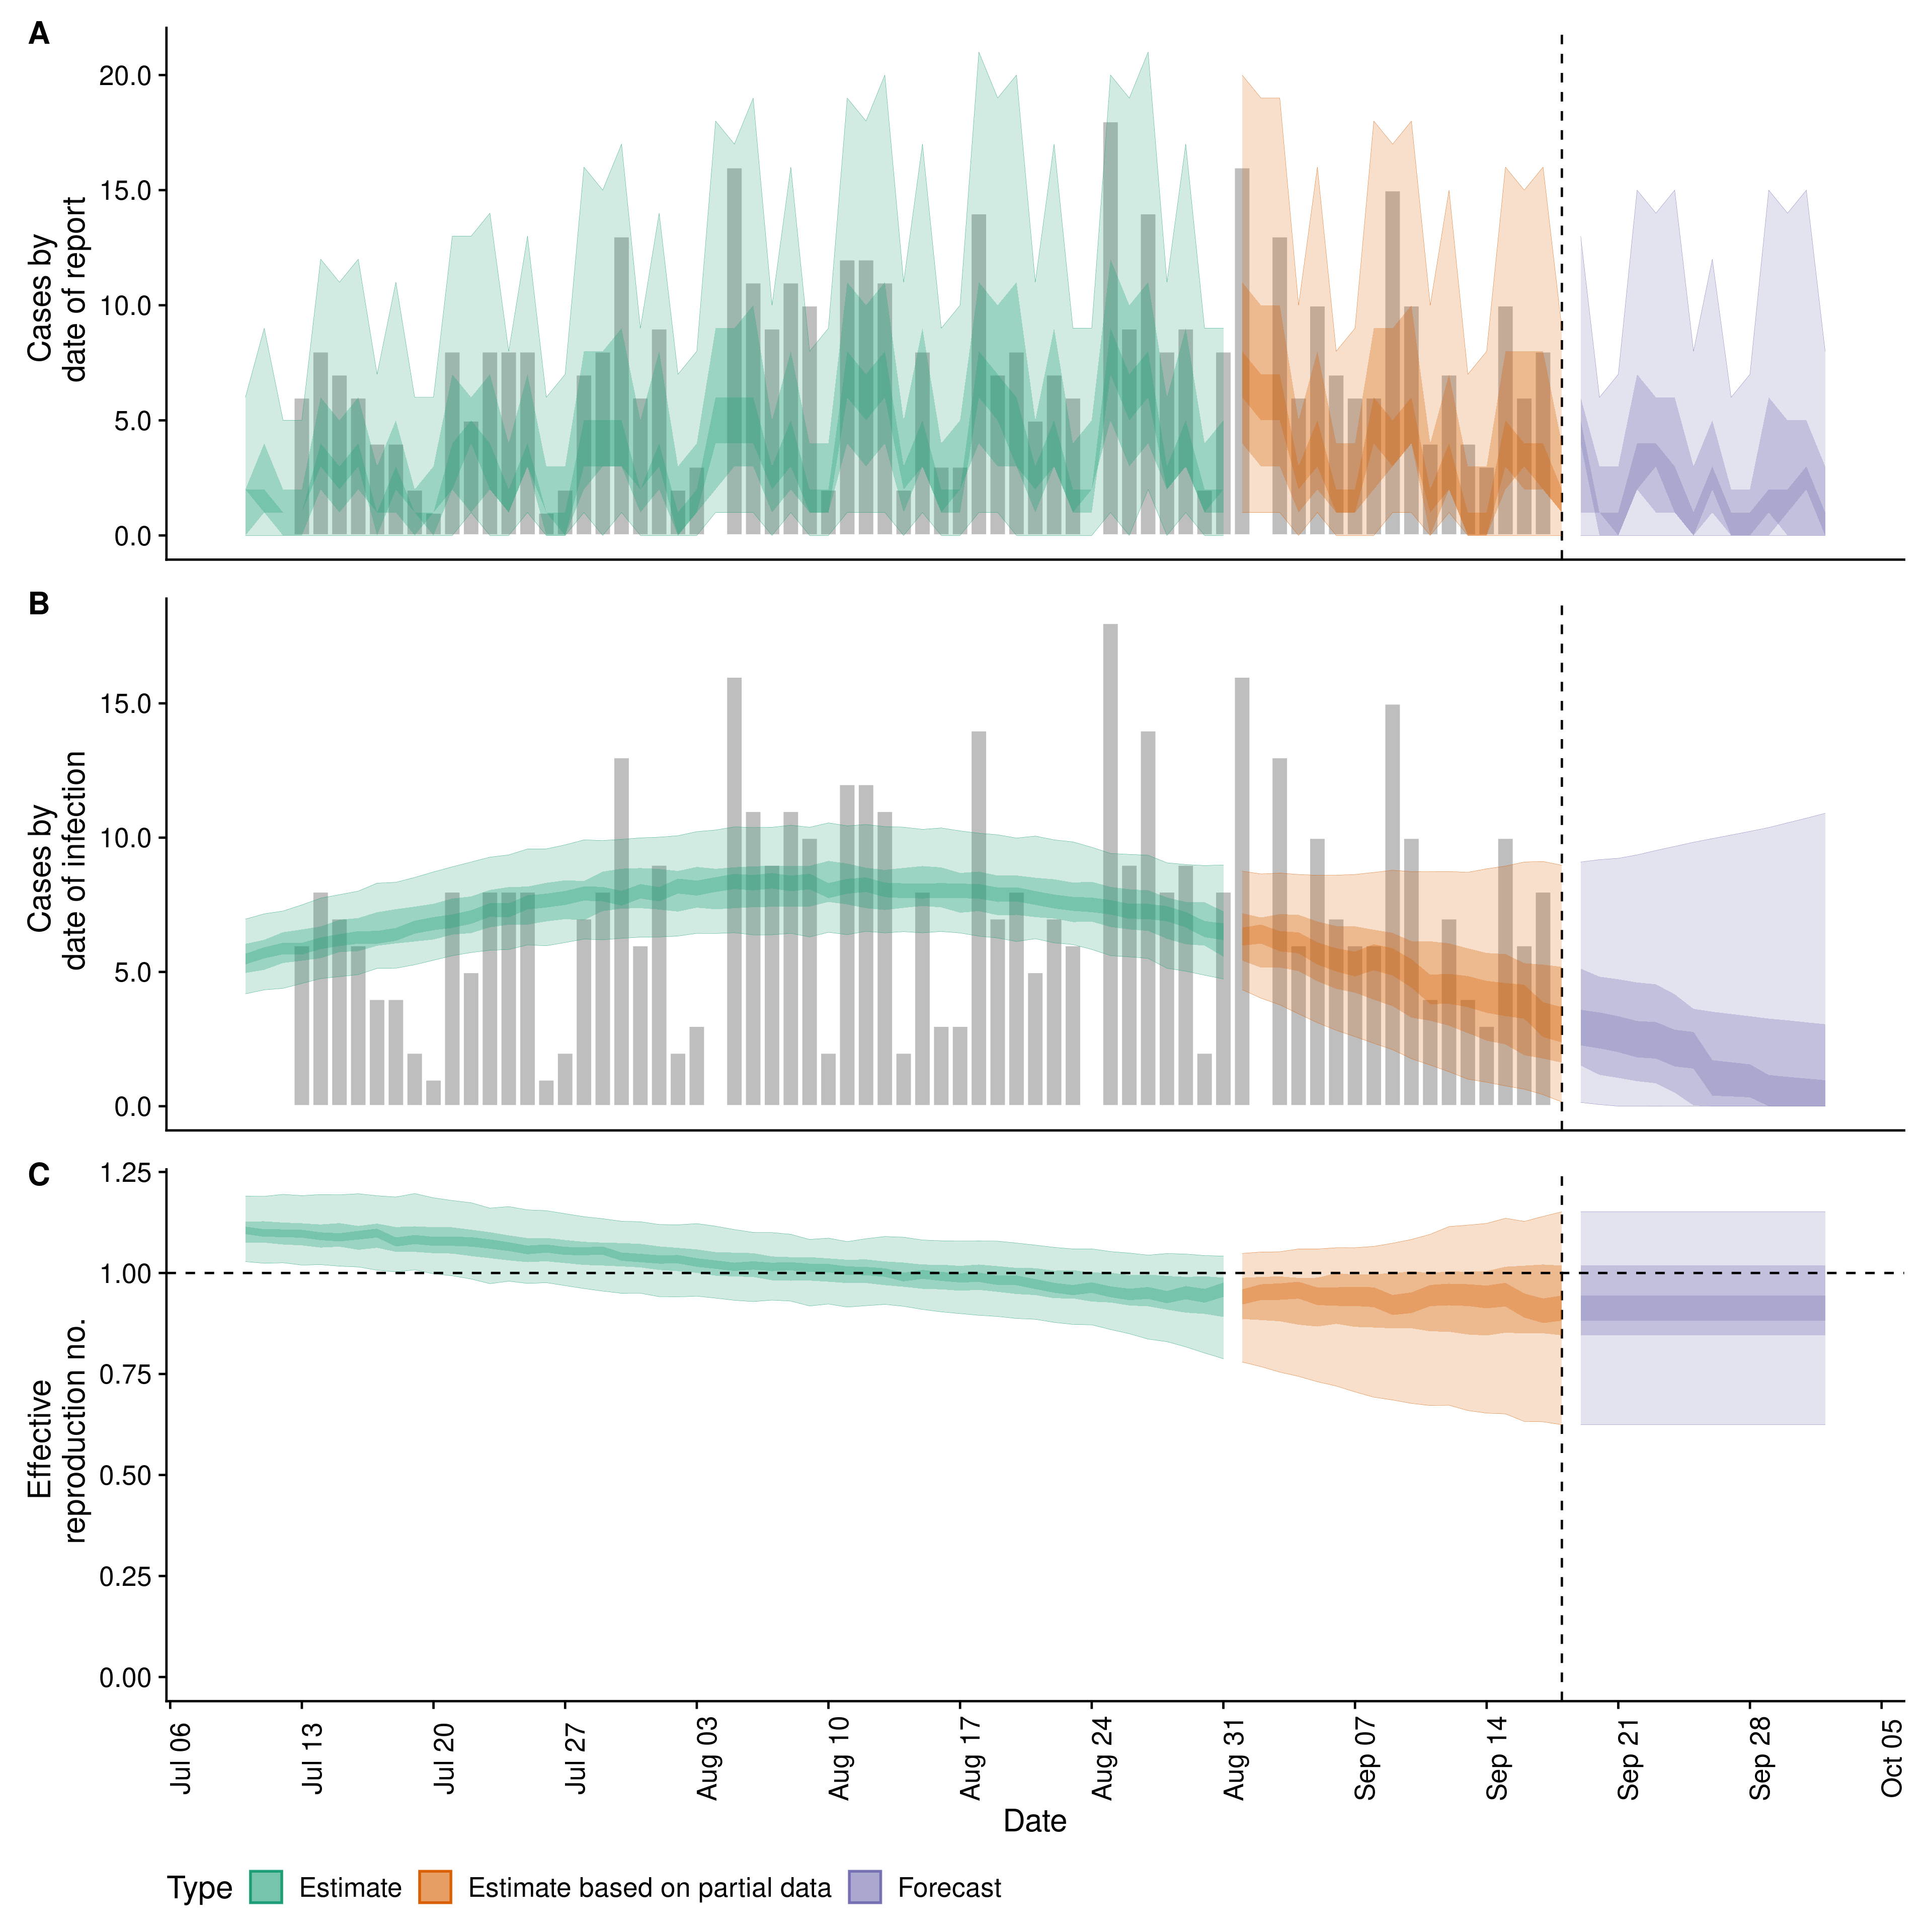 A
20.0
15.0
10.0
5.0
0.0
Cases by
date of report
B
15.0
10.0
5.0
0.0
Cases by
date of infection
C
1.25
1.00
0.75
0.50
0.25
0.00
Effective
reproduction no.
Jul 06
Jul 13
Jul 20
Jul 27
Aug 03
Aug 10
Aug 17
Aug 24
Aug 31
Sep 07
Sep 14
Sep 21
Sep 28
Oct 05
Date
Type Estimate Estimate based on partial data Forecast